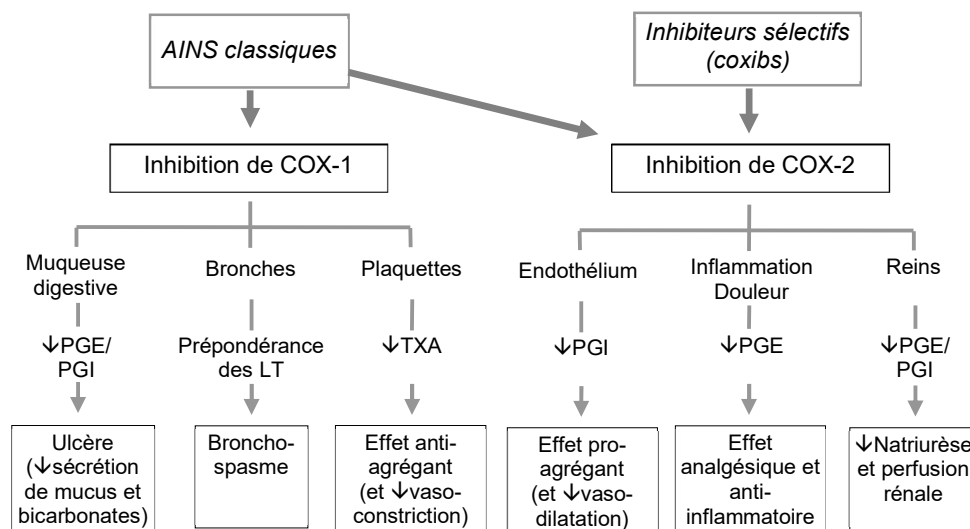 AINS classiques
Inhibiteurs sélectifs
(coxibs)
Inhibition de COX-1
Inhibition de COX-2
Muqueuse
digestive
Bronches
Plaquettes
Endothélium
Inflammation
Douleur
Reins
↓PGE/
PGI
Prépondérance
des LT
↓TXA
↓PGI
↓PGE
↓PGE/
PGI
Ulcère
(↓sécrétion
de mucus et
bicarbonates)
Broncho-
spasme
Effet anti-
agrégant
(et ↓vaso-
constriction)
Effet pro-
agrégant
(et ↓vaso-
dilatation)
Effet
analgésique et
anti-
inflammatoire
↓Natriurèse
et perfusion
rénale